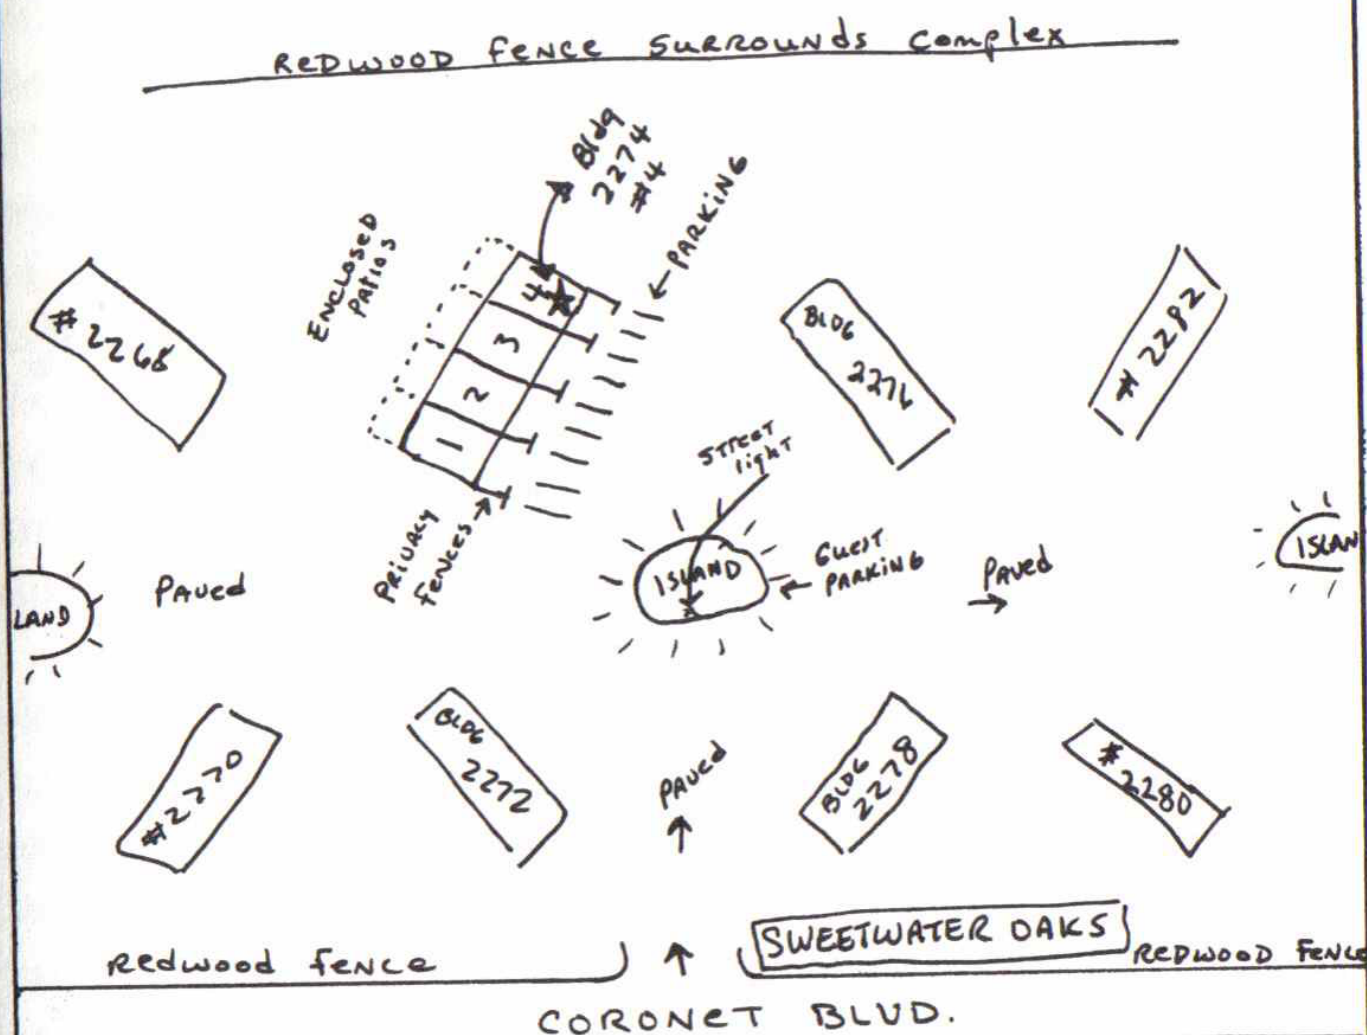 REDWOOD FENCE SURROUNDS COMPLEX
Bldg
2274
#4
← PARKING
ENCLOSED
PATIOS
# 2268
4
3
2
1
BLDG
2276
# 2282
STREET
light
PRIVACY
FENCES
ISLAND
GUEST
PARKING
PAVED
ISLAN
LAND
PAVED
#2270
BLDG
2272
PAVED
BLDG
2278
#
2280
SWEETWATER OAKS
Redwood fence
REDWOOD FENCE
CORONET BLVD.